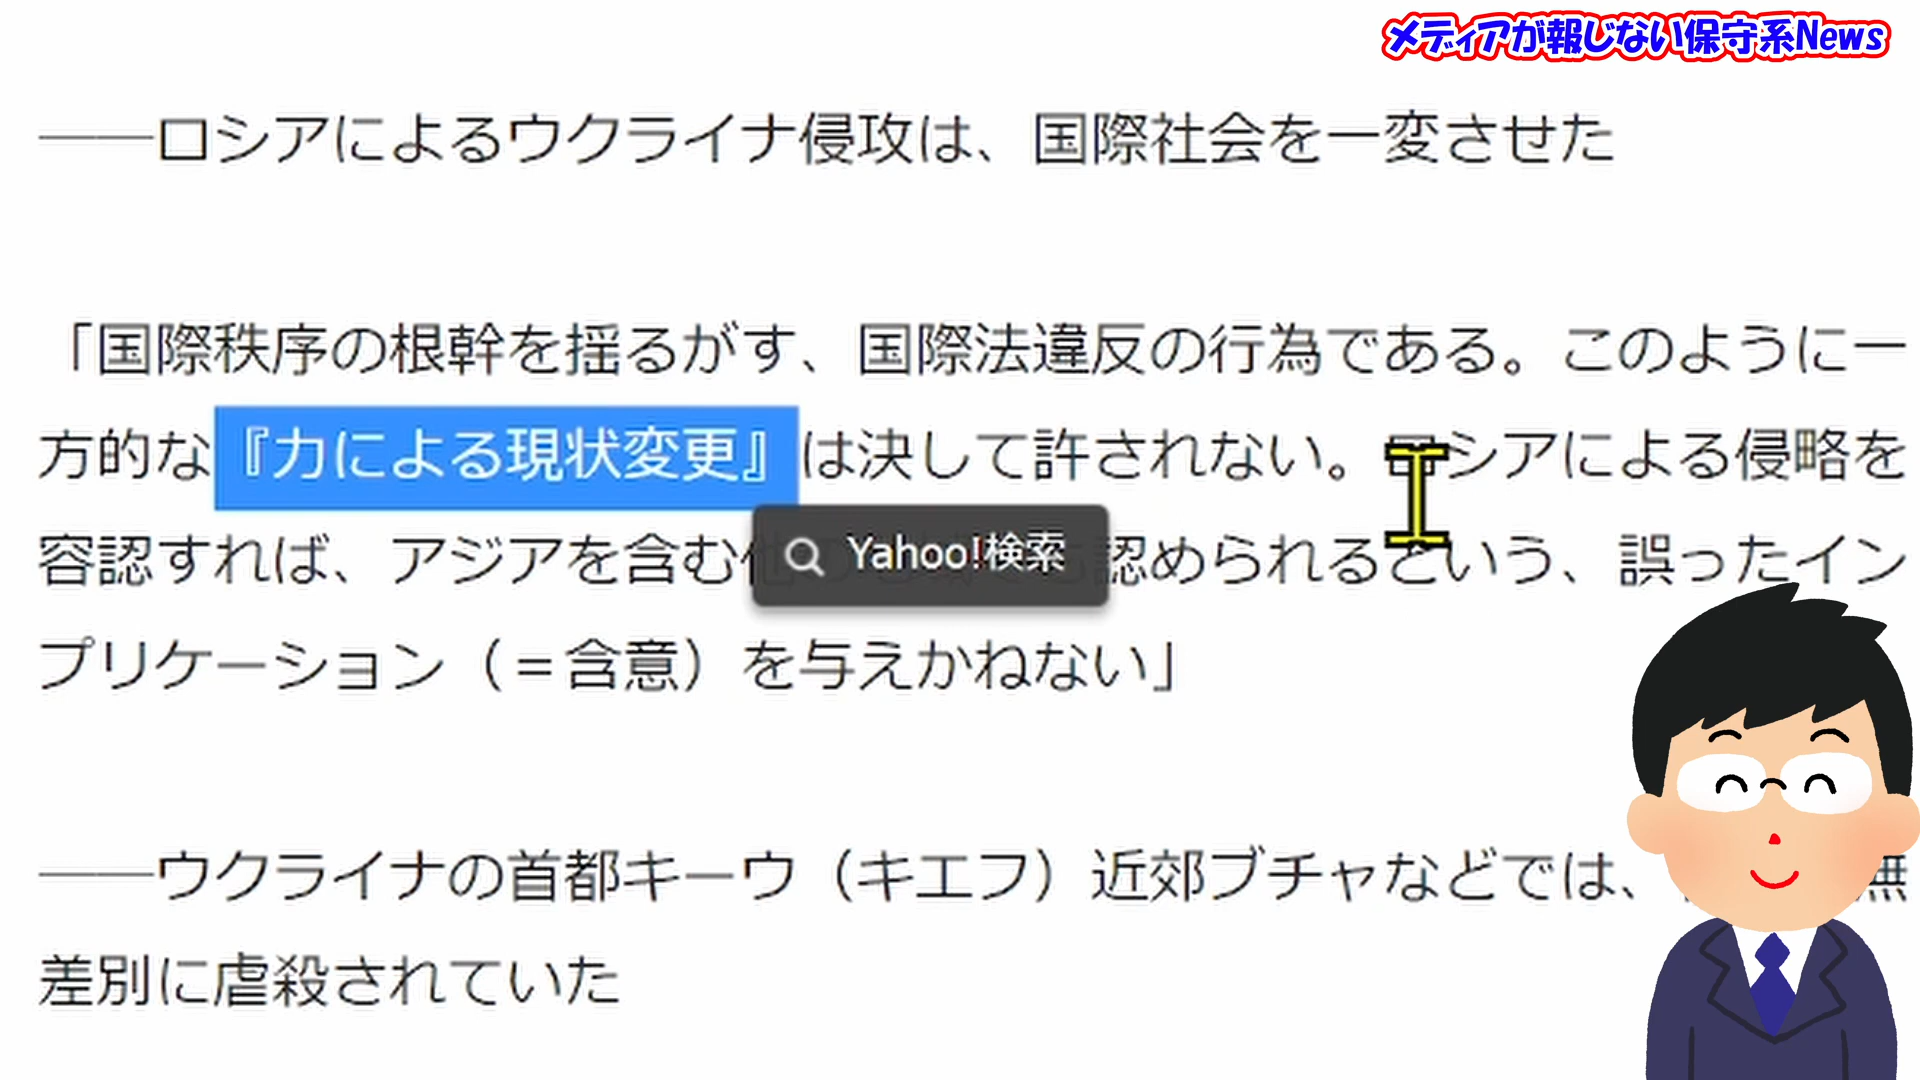 メディアが報じない保守系News
――ロシアによるウクライナ侵攻は、国際社会を一変させた
「国際秩序の根幹を揺るがす、国際法違反の行為である。このように一
方的な『力による現状変更』は決して許されない。ロシアによる侵略を
容認すれば、アジアを含む 認められるという、誤ったイン
Yahoo!検索
プリケーション（＝含意）を与えかねない」
――ウクライナの首都キーウ（キエフ）近郊ブチャなどでは、 無
差別に虐殺されていた